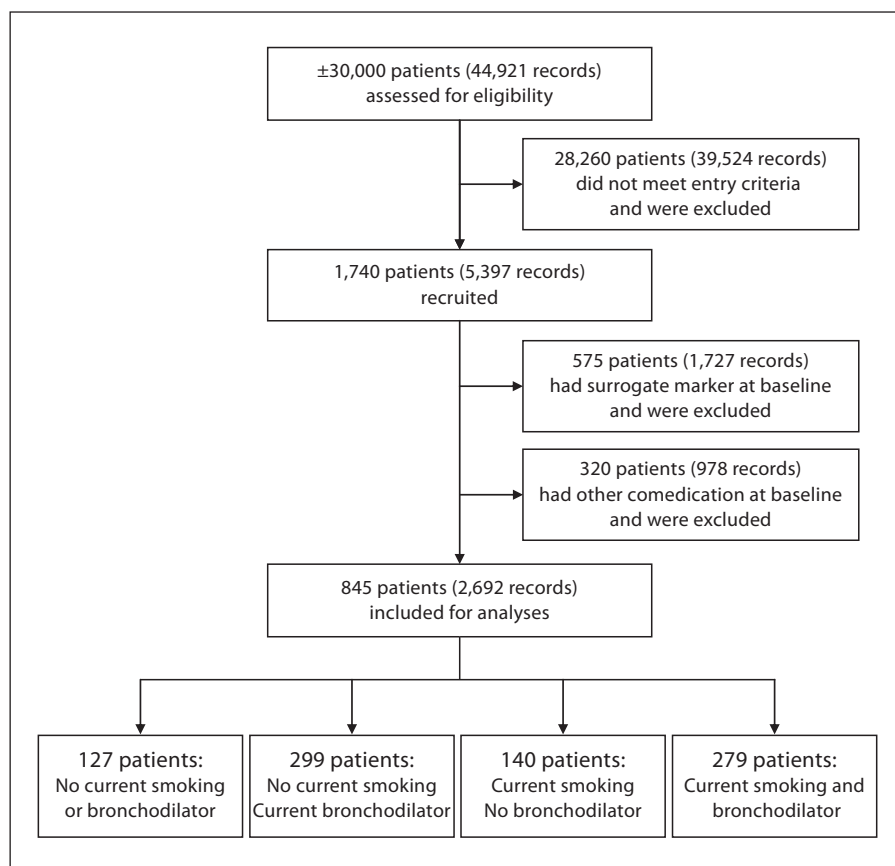 ±30,000 patients (44,921 records)
assessed for eligibility
28,260 patients (39,524 records)
did not meet entry criteria
and were excluded
1,740 patients (5,397 records)
recruited
575 patients (1,727 records)
had surrogate marker at baseline
and were excluded
320 patients (978 records)
had other comedication at baseline
and were excluded
845 patients (2,692 records)
included for analyses
127 patients:
No current smoking
or bronchodilator
299 patients:
No current smoking
Current bronchodilator
140 patients:
Current smoking
No bronchodilator
279 patients:
Current smoking and
bronchodilator